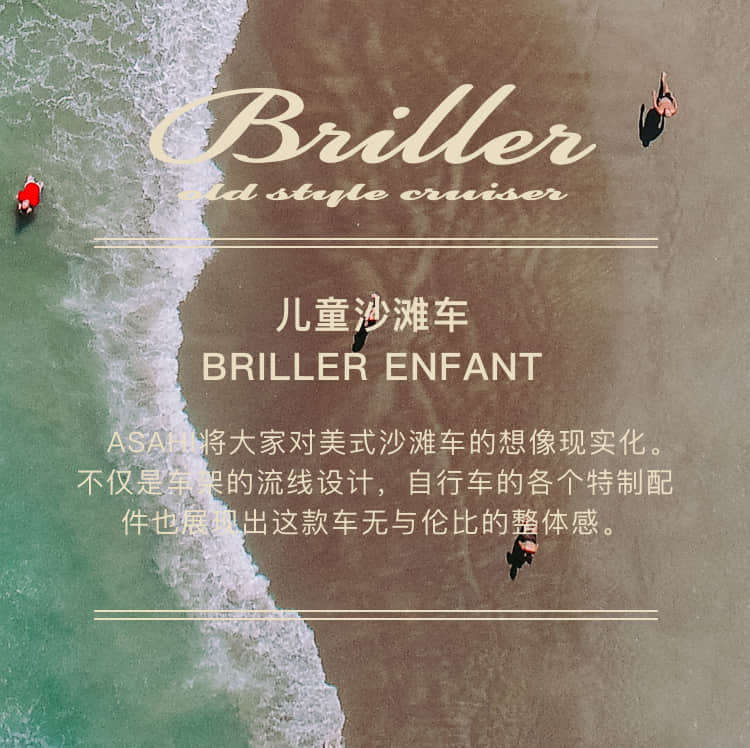 Briller
old style cruiser
儿童沙滩车
BRILLER ENFANT
ASAHI将大家对美式沙滩车的想像现实化。
不仅是车架的流线设计，自行车的各个特制配
件也展现出这款车无与伦比的整体感。